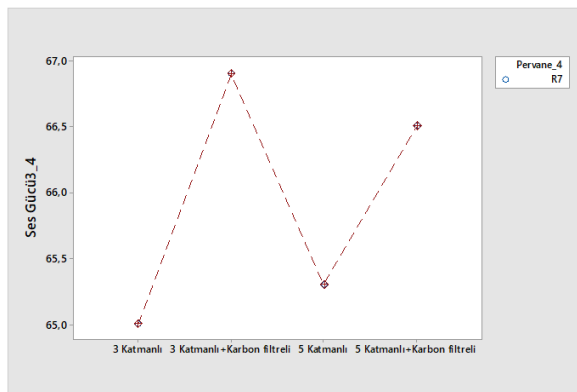 Ses Gücü3_4
67,0
66,5
66,0
65,5
65,0
3 Katmanlı 3 Katmanlı+Karbon filtreli 5 Katmanlı 5 Katmanlı+Karbon filtreli
Pervane_4
R7